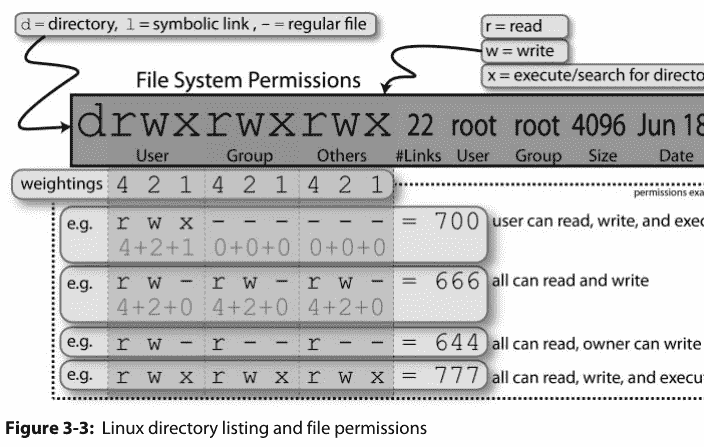 d = directory, l = symbolic link , - = regular file
r = read
w = write
x = execute/search for directo
File System Permissions
drwxrwxrwx 22 root root 4096 Jun 18
User Group Others #Links User Group Size Date
weightings 4 2 1 4 2 1 4 2 1
permissions exa
e.g. r w x - - - - - - = 700 user can read, write, and exec
4+2+1 0+0+0 0+0+0
e.g. r w - r w - r w - = 666 all can read and write
4+2+0 4+2+0 4+2+0
e.g. r w - r - - r - - = 644 all can read, owner can write
e.g. r w x r w x r w x = 777 all can read, write, and execu
Figure 3-3: Linux directory listing and file permissions